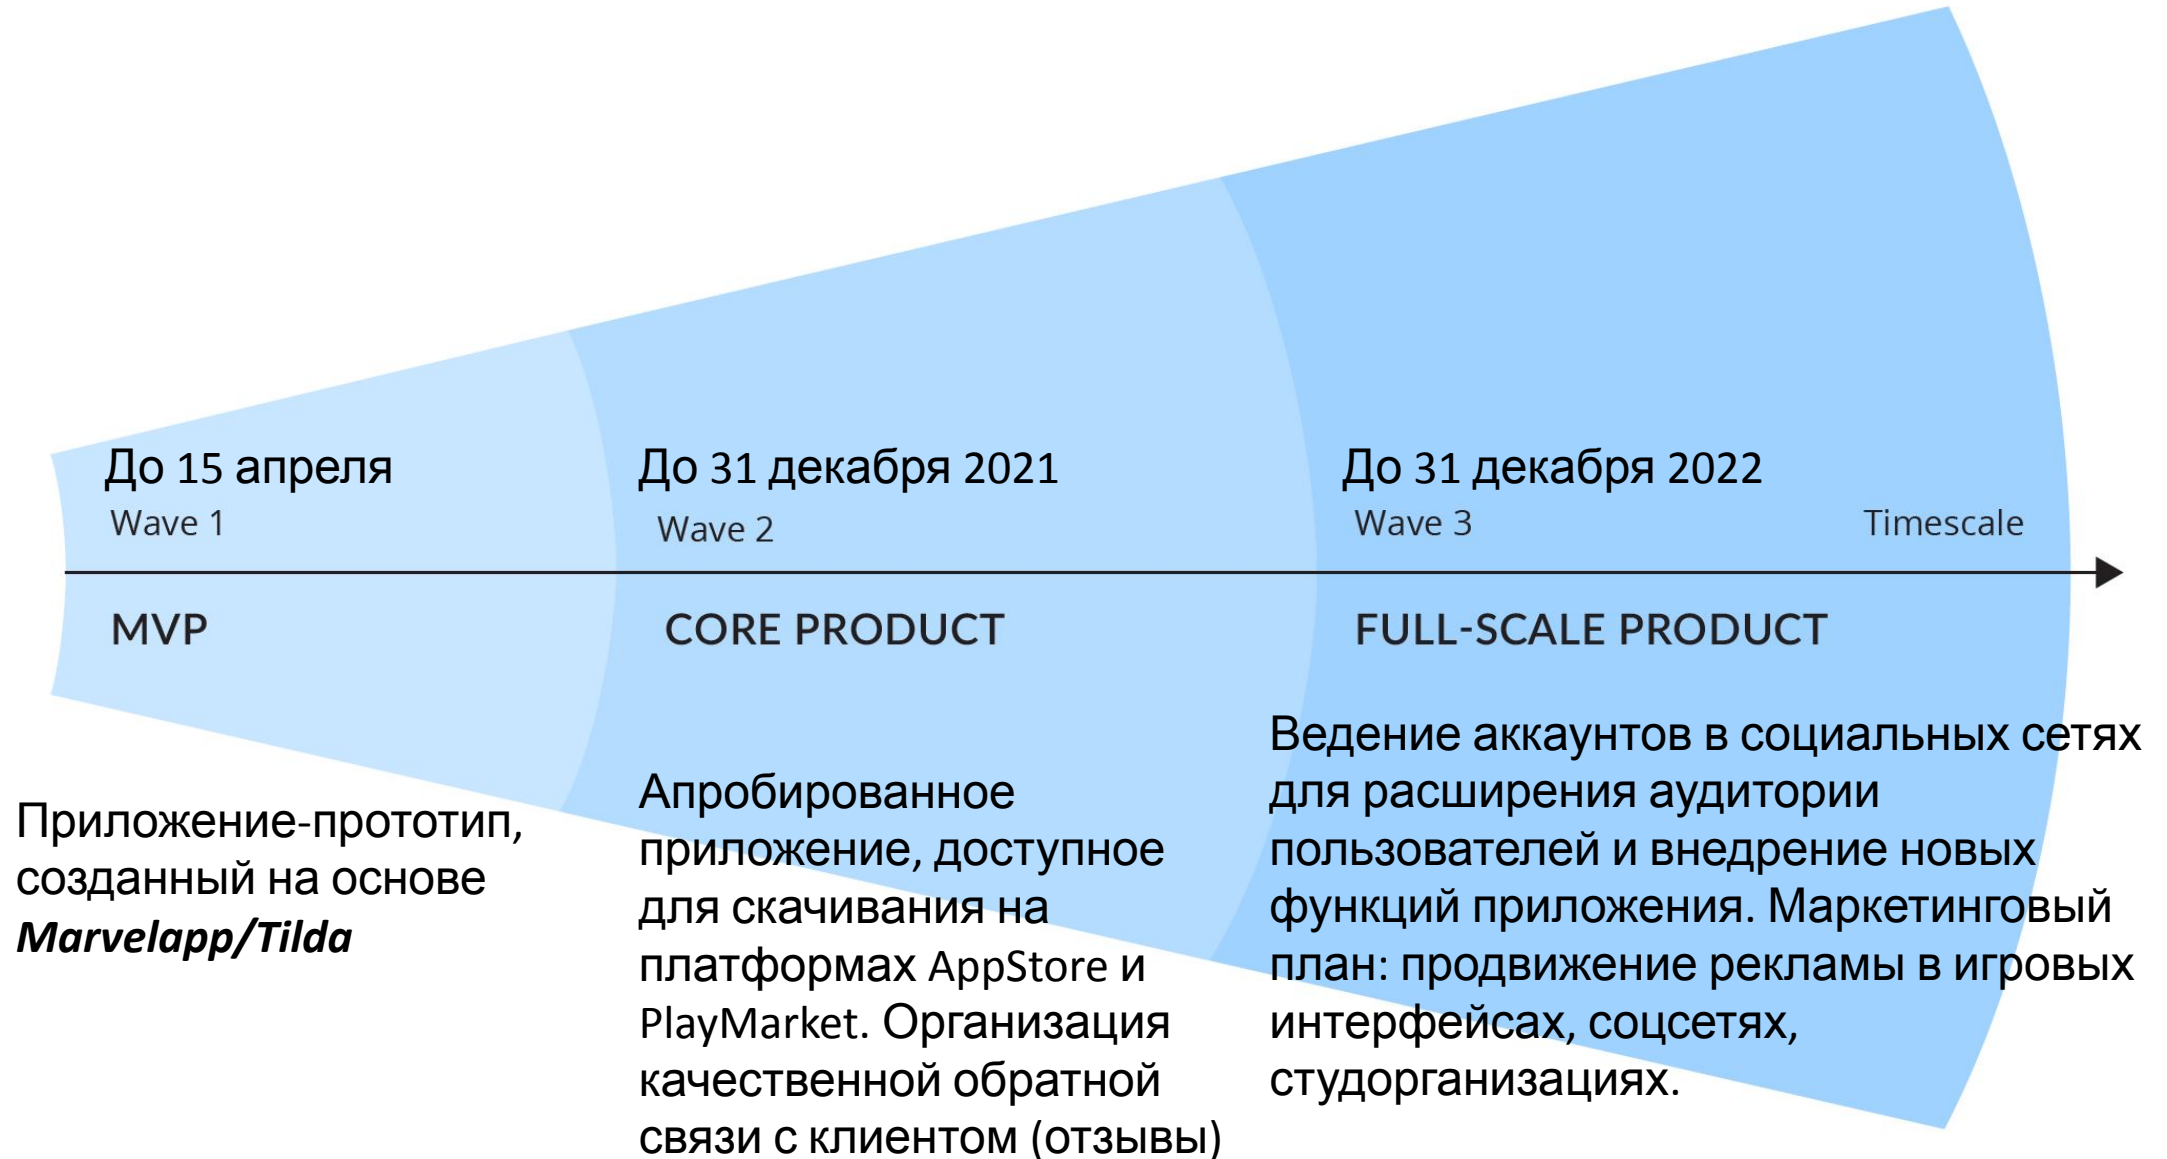 До 15 апреля
Wave 1
MVP
Приложение-прототип,
созданный на основе
Marvelapp/Tilda
До 31 декабря 2021
Wave 2
CORE PRODUCT
Апробированное
приложение, доступное
для скачивания на
платформах AppStore и
PlayMarket. Организация
качественной обратной
связи с клиентом (отзывы)
До 31 декабря 2022
Wave 3
Timescale
FULL-SCALE PRODUCT
Ведение аккаунтов в социальных сетях
для расширения аудитории
пользователей и внедрение новых
функций приложения. Маркетинговый
план: продвижение рекламы в игровых
интерфейсах, соцсетях,
студорганизациях.